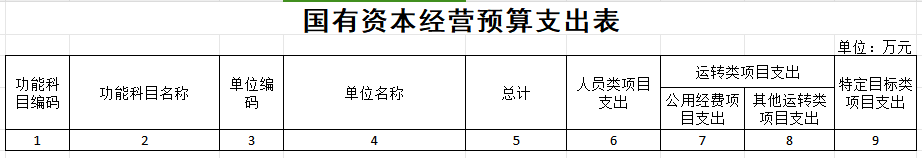 国有资本经营预算支出表
单位：万元
功能科目编码 功能科目名称 单位编码 单位名称 总计 人员类项目支出 运转类项目支出 特定目标类项目支出
公用经费项目支出 其他运转类项目支出
1 2 3 4 5 6 7 8 9